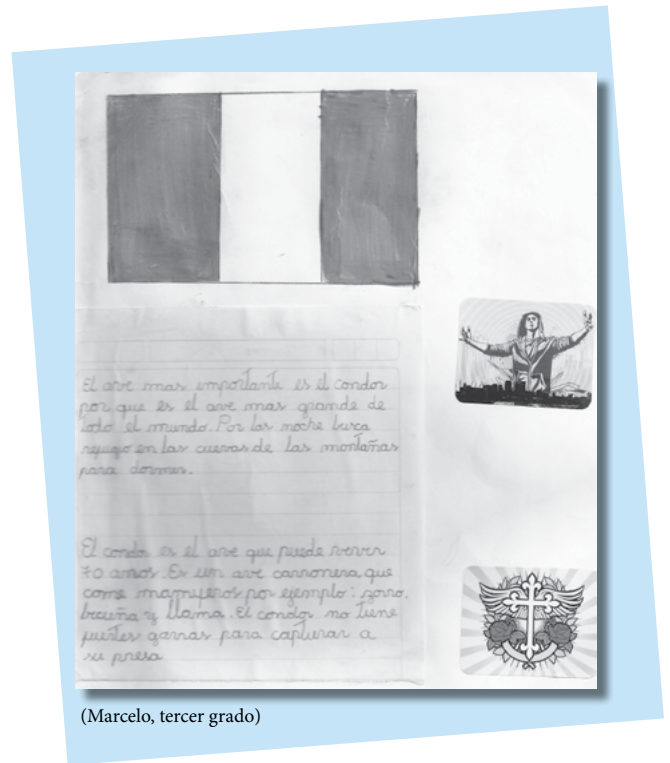 El ave mas importante es el condor
por que es el ave mas grande de
todo el mundo. Por las noche busca
refugio en las cuevas de las montañas
para dormir.
El condor es el ave que puede vivir
70 amos. Es un ave carronera que
come mamiferos por ejemplo: zorro,
bicuña y llama. El condor no tiene
fuertes garras para capturar a
su presa
(Marcelo, tercer grado)